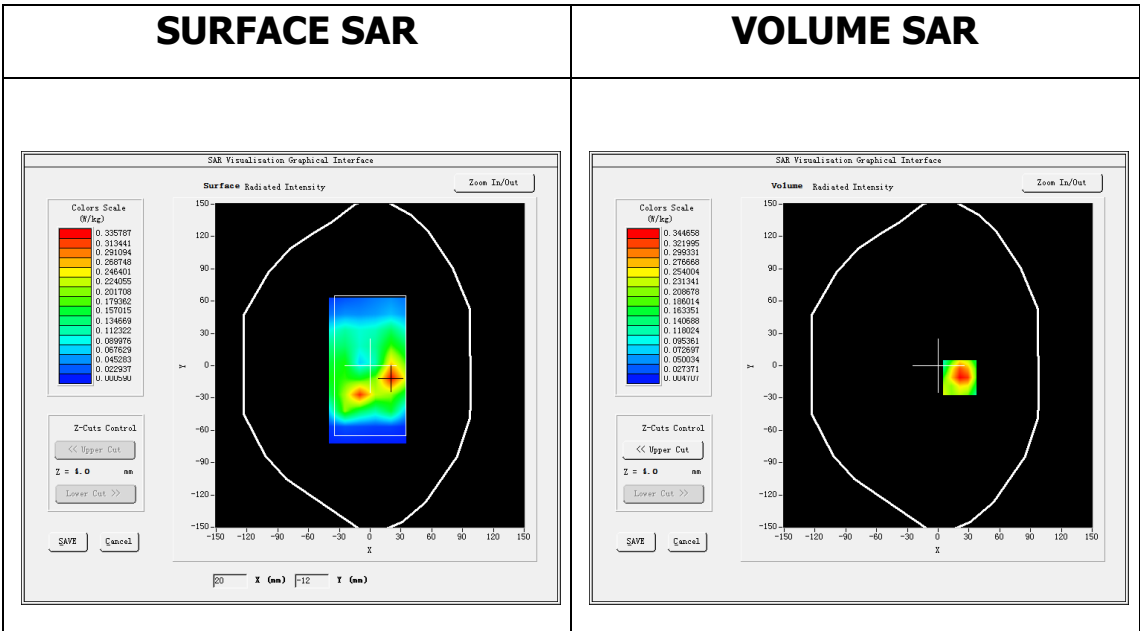 SURFACE SAR
VOLUME SAR
SAR Visualisation Graphical Interface
Surface Radiated Intensity
Zoom In/Out
Colors Scale
(W/kg)
0.335787
0.313441
0.291094
0.268748
0.246401
0.224055
0.201708
0.179362
0.157015
0.134669
0.112322
0.089976
0.067629
0.045283
0.022937
0.000590
Z-Cuts Control
<< Upper Cut
Z = 4.0 mm
Lower Cut >>
SAVE
Cancel
150
120
90
60
30
0
-30
-60
-90
-120
-150
Y
-150 -120 -90 -60 -30 0 30 60 90 120 150
X
20 X (mm) -12 Y (mm)
SAR Visualisation Graphical Interface
Volume Radiated Intensity
Zoom In/Out
Colors Scale
(W/kg)
0.344658
0.321995
0.299331
0.276668
0.254004
0.231341
0.208678
0.186014
0.163351
0.140688
0.118024
0.095361
0.072697
0.050034
0.027371
0.004707
Z-Cuts Control
<< Upper Cut
Z = 4.0 mm
Lower Cut >>
SAVE
Cancel
150
120
90
60
30
0
-30
-60
-90
-120
-150
Y
-150 -120 -90 -60 -30 0 30 60 90 120 150
X